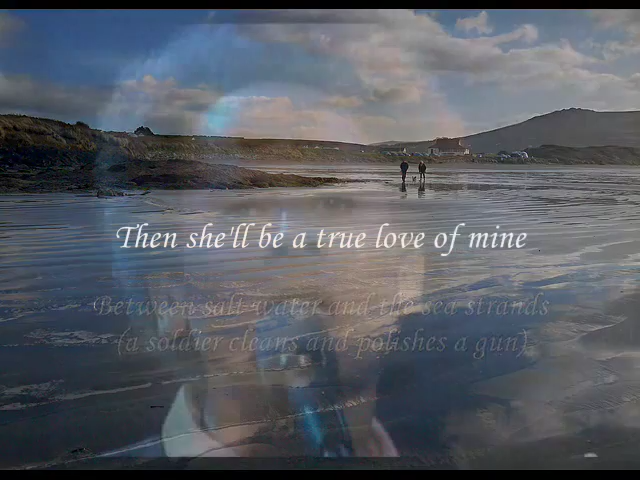 Then she'll be a true love of mine
Between salt water and the sea strands
(a soldier cleans and polishes a gun)